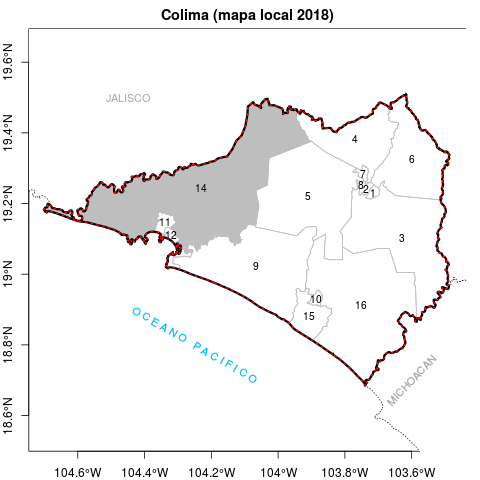 Colima (mapa local 2018)
JALISCO
4
6
7
8
2
1
14
5
11
12
3
9
10
15
16
OCEANO PACIFICO
MICHOACAN
19.6°N
19.4°N
19.2°N
19°N
18.8°N
18.6°N
104.6°W
104.4°W
104.2°W
104°W
103.8°W
103.6°W